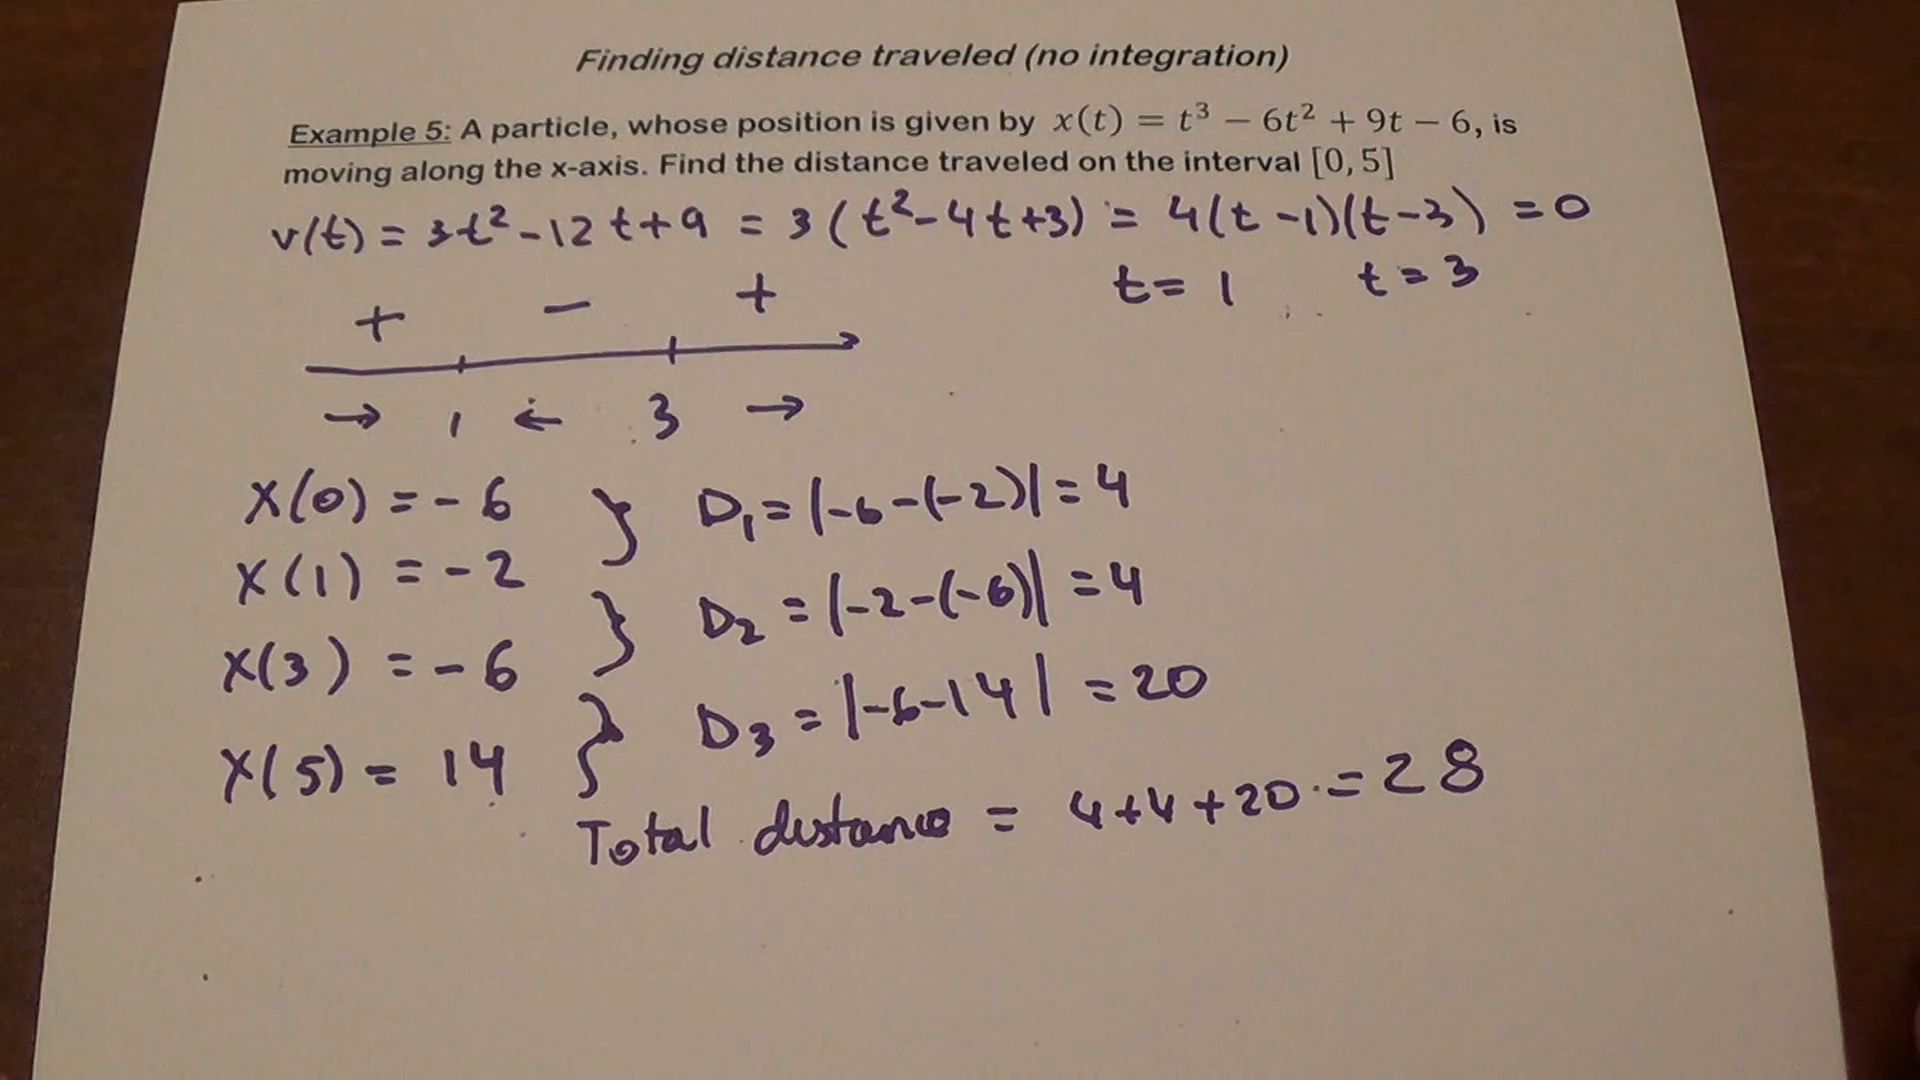 Finding distance traveled (no integration)
Example 5: A particle, whose position is given by x(t) = t³ − 6t² + 9t − 6, is
moving along the x-axis. Find the distance traveled on the interval [0, 5]
v(t) = 3t² - 12t + 9 = 3(t² - 4t + 3) = 4(t - 1)(t - 3) = 0
t = 1 t = 3
+ − +
→ 1 ← 3 →
X(0) = -6 } D₁ = |-6-(-2)| = 4
X(1) = -2
} D₂ = |-2-(-6)| = 4
X(3) = -6
} D₃ = |-6-14| = 20
X(5) = 14
Total distance = 4+4+20 = 28